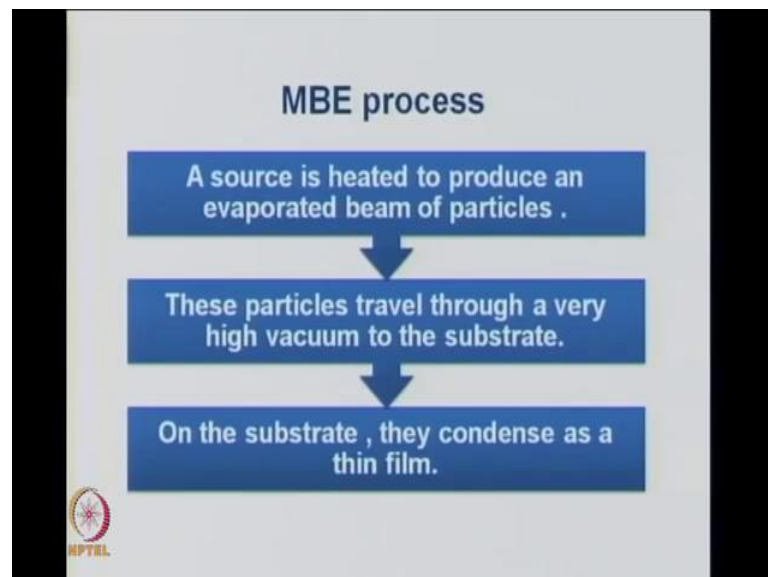 MBE process
A source is heated to produce an
evaporated beam of particles .
These particles travel through a very
high vacuum to the substrate.
On the substrate , they condense as a
thin film.
NPTEL